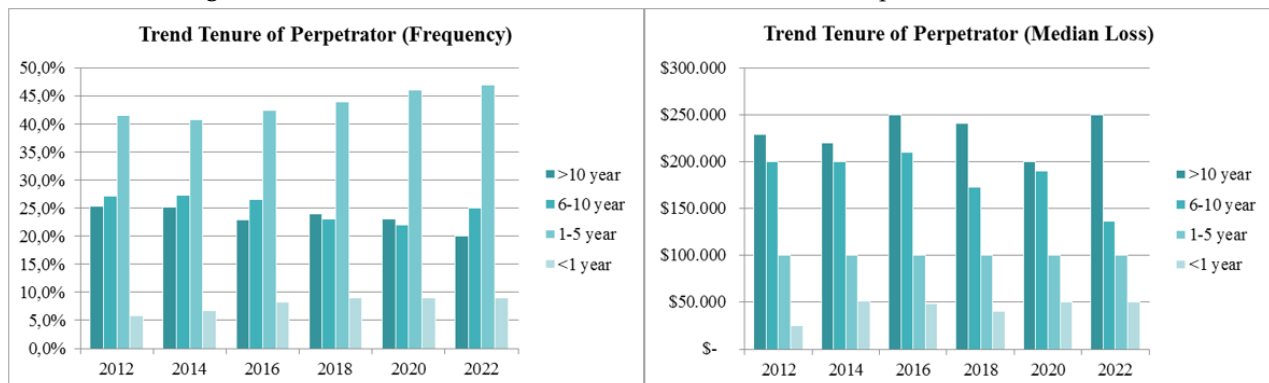 Trend Tenure of Perpetrator (Frequency)
50,0%
45,0%
40,0%
35,0%
30,0%
25,0%
20,0%
15,0%
10,0%
5,0%
0,0%
2012 2014 2016 2018 2020 2022
>10 year
6-10 year
1-5 year
<1 year
Trend Tenure of Perpetrator (Median Loss)
$300.000
$250.000
$200.000
$150.000
$100.000
$50.000
$-
2012 2014 2016 2018 2020 2022
>10 year
6-10 year
1-5 year
<1 year